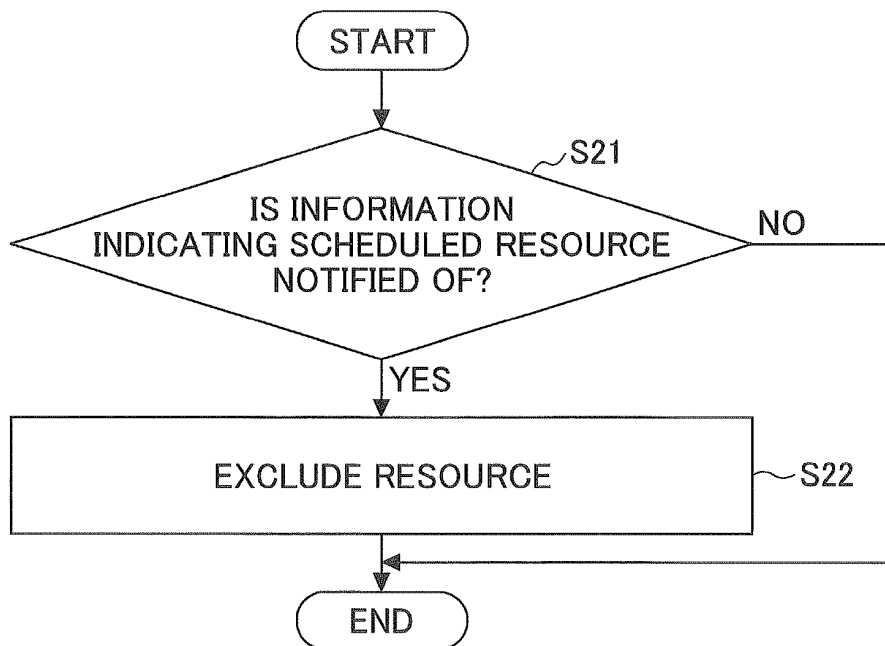 START
S21
IS INFORMATION
INDICATING SCHEDULED RESOURCE
NOTIFIED OF?
NO
YES
EXCLUDE RESOURCE
S22
END